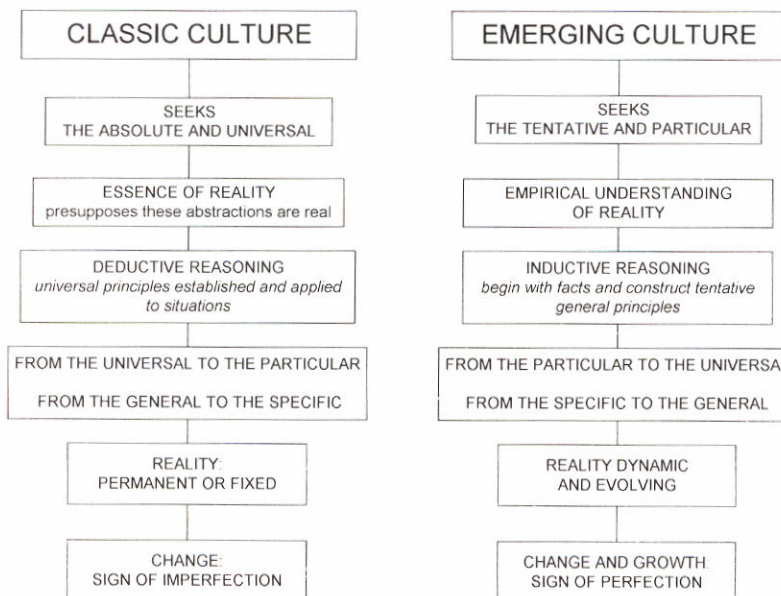 CLASSIC CULTURE
SEEKS
THE ABSOLUTE AND UNIVERSAL
ESSENCE OF REALITY
presupposes these abstractions are real
DEDUCTIVE REASONING
universal principles established and applied
to situations
FROM THE UNIVERSAL TO THE PARTICULAR
FROM THE GENERAL TO THE SPECIFIC
REALITY:
PERMANENT OR FIXED
CHANGE:
SIGN OF IMPERFECTION
EMERGING CULTURE
SEEKS
THE TENTATIVE AND PARTICULAR
EMPIRICAL UNDERSTANDING
OF REALITY
INDUCTIVE REASONING
begin with facts and construct tentative
general principles
FROM THE PARTICULAR TO THE UNIVERSA
FROM THE SPECIFIC TO THE GENERAL
REALITY DYNAMIC
AND EVOLVING
CHANGE AND GROWTH:
SIGN OF PERFECTION